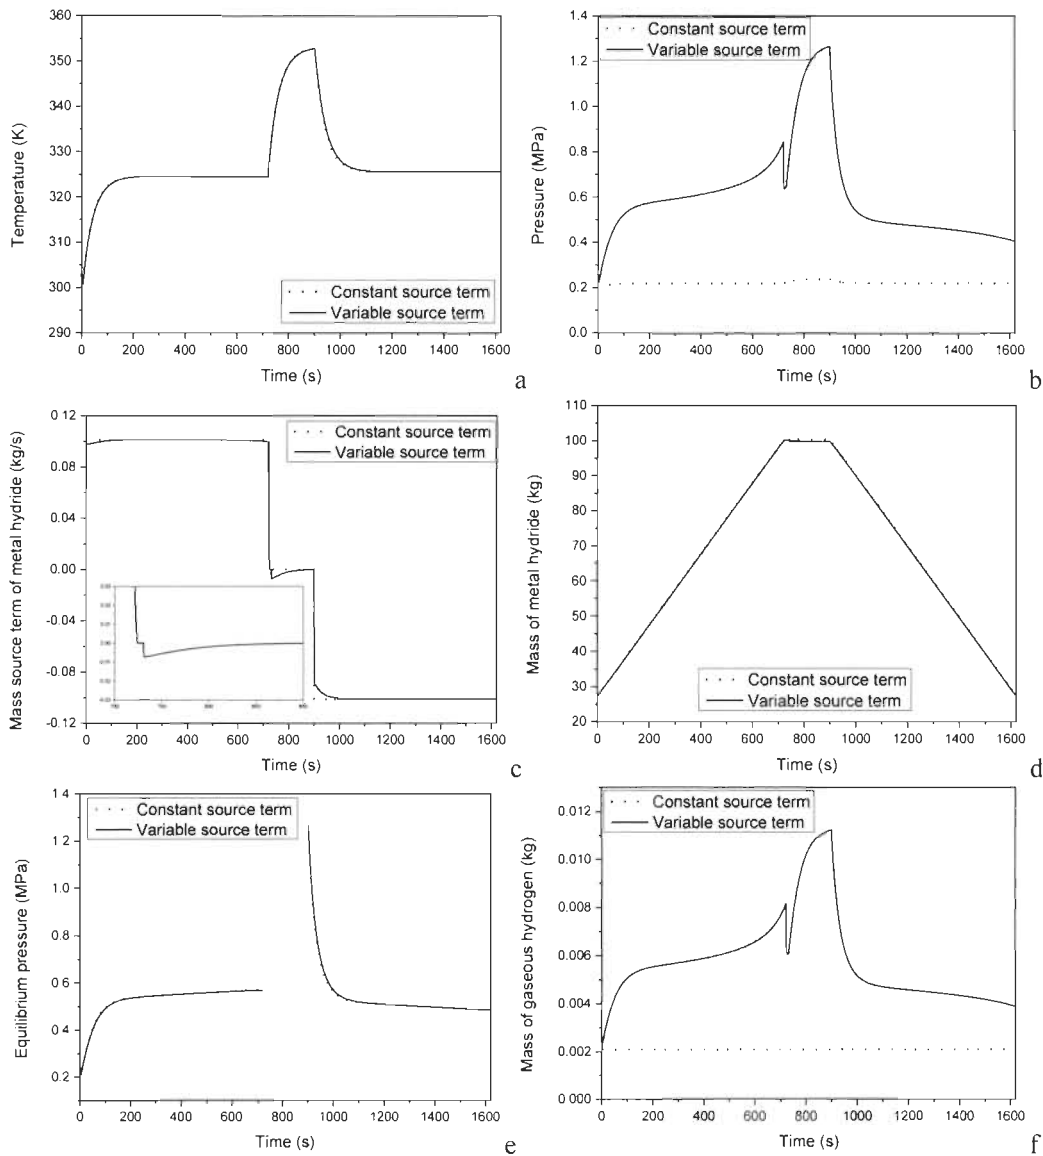 360
350
340
330
320
310
300
290
Temperature (K)
Constant source term
Variable source term
0 200 400 600 800 1000 1200 1400 1600
Time (s)
a
1.4
1.2
1.0
0.8
0.6
0.4
0.2
0.0
Pressure (MPa)
Constant source term
Variable source term
0 200 400 600 800 1000 1200 1400 1600
Time (s)
b
0.12
0.08
0.04
0.00
-0.04
-0.08
-0.12
Mass source term of metal hydride (kg/s)
Constant source term
Variable source term
0 200 400 600 800 1000 1200 1400 1600
Time (s)
c
110
100
90
80
70
60
50
40
30
20
Mass of metal hydride (kg)
Constant source term
Variable source term
0 200 400 600 800 1000 1200 1400 1600
Time (s)
d
1.4
1.2
1.0
0.8
0.6
0.4
0.2
Equilibrium pressure (MPa)
Constant source term
Variable source term
0 200 400 600 800 1000 1200 1400 1600
Time (s)
e
0.012
0.010
0.008
0.006
0.004
0.002
0.000
Mass of gaseous hydrogen (kg)
Constant source term
Variable source term
0 200 400 600 800 1000 1200 1400 1600
Time (s)
f